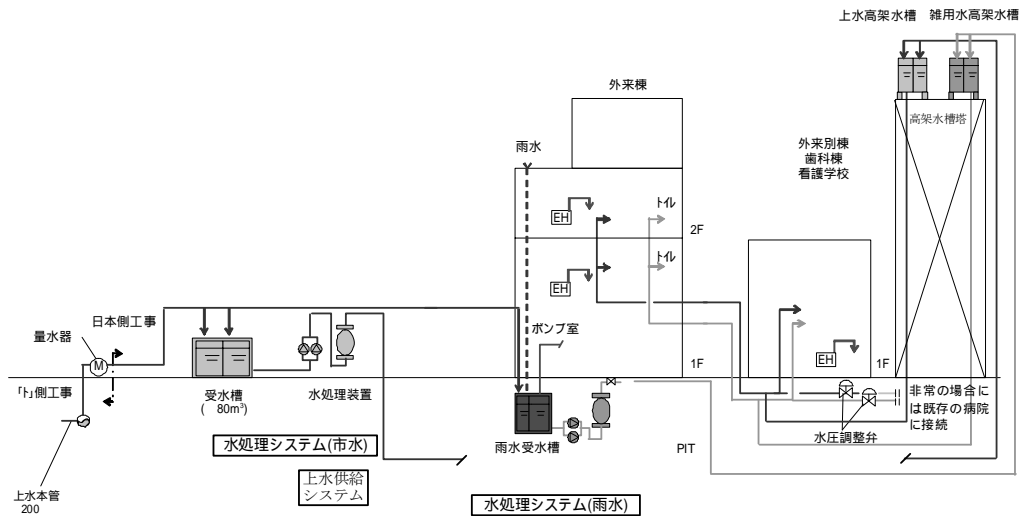 上水高架水槽
雑用水高架水槽
外来棟
高架水槽塔
外来別棟
歯科棟
看護学校
雨水
EH
トイレ
2F
EH
トイレ
日本側工事
量水器
M
ポンプ室
1F
EH
1F
「ト」側工事
受水槽
( 80m³)
水処理装置
非常の場合に
は既存の病院
に接続
水処理システム(市水)
雨水受水槽
PIT
水圧調整弁
上水供給
システム
上水本管
200
水処理システム(雨水)